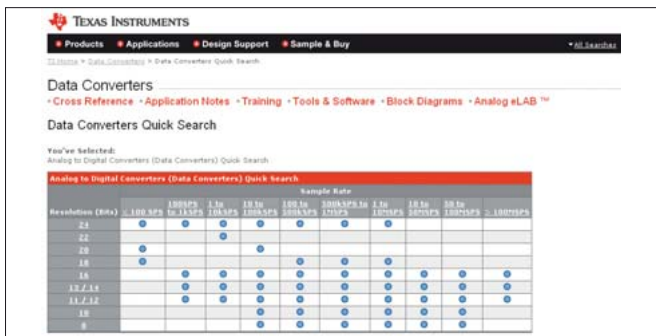 TEXAS INSTRUMENTS
Products Applications Design Support Sample & Buy All Searches
TI Home > Data Converters > Data Converters Quick Search
Data Converters
Cross Reference Application Notes Training Tools & Software Block Diagrams Analog eLAB ™
Data Converters Quick Search
You've Selected:
Analog to Digital Converters (Data Converters) Quick Search
Analog to Digital Converters (Data Converters) Quick Search
Sample Rate
Resolution (Bits) ≤ 100 SPS 100SPS to 1kSPS 1 to 10kSPS 10 to 100kSPS 100 to 500kSPS 500kSPS to 1MSPS 1 to 10MSPS 10 to 50MSPS 50 to 100MSPS > 100MSPS
24
22
20
18
16
13 / 14
11 / 12
10
8